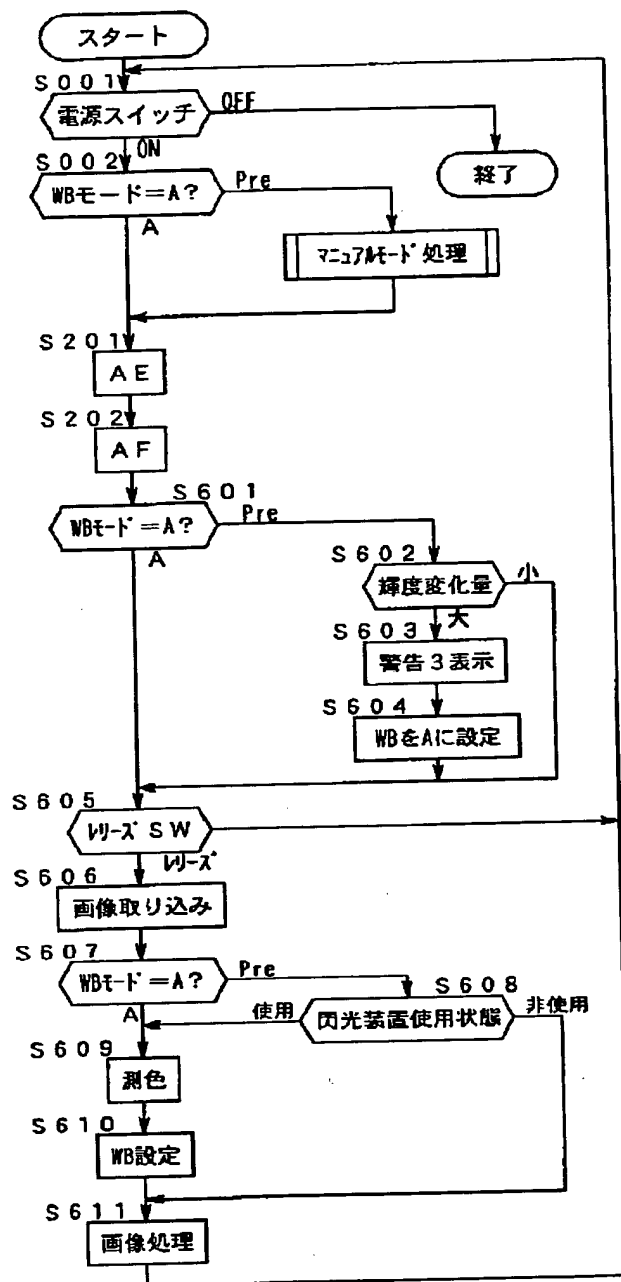 スタート
S001
電源スイッチ
OFF
ON
終了
S002
WBモード=A?
Pre
A
マニュアルモード処理
S201
AE
S202
AF
S601
WBモード=A?
Pre
A
S602
輝度変化量
小
大
S603
警告3表示
S604
WBをAに設定
S605
レリーズSW
レリーズ
S606
画像取り込み
S607
WBモード=A?
Pre
A
S608
閃光装置使用状態
使用
非使用
S609
測色
S610
WB設定
S611
画像処理